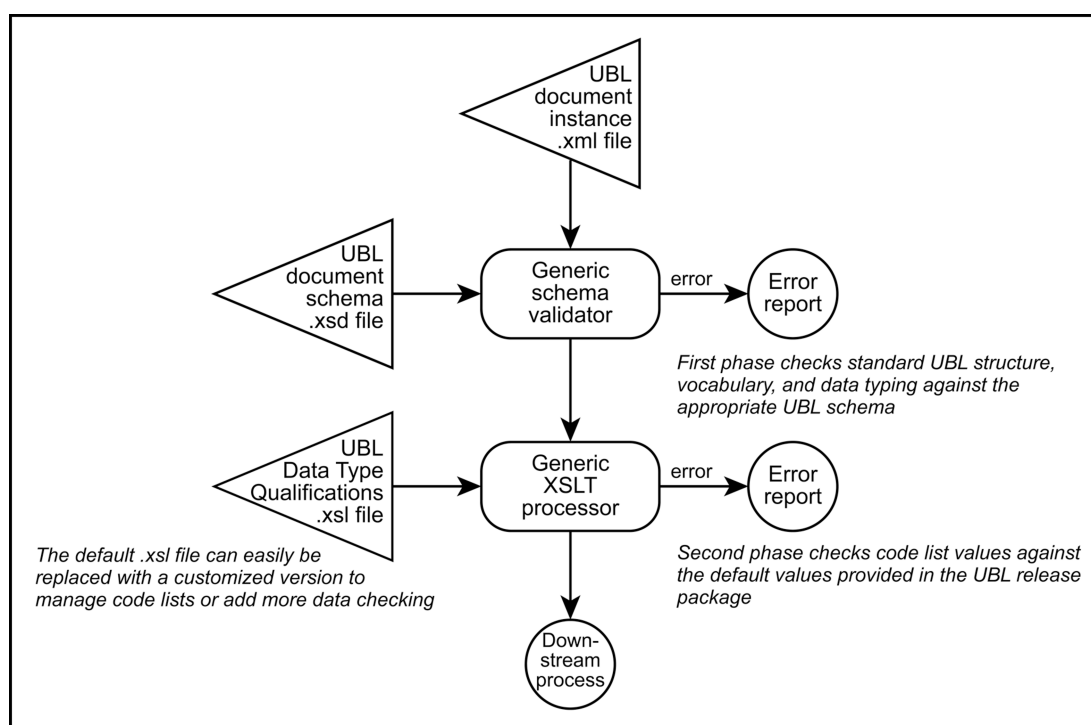 UBL
document
instance
.xml file
UBL
document
schema
.xsd file
Generic
schema
validator
error
Error
report
First phase checks standard UBL structure,
vocabulary, and data typing against the
appropriate UBL schema
UBL
Data Type
Qualifications
.xsl file
Generic
XSLT
processor
error
Error
report
The default .xsl file can easily be
replaced with a customized version to
manage code lists or add more data checking
Second phase checks code list values against
the default values provided in the UBL release
package
Down-
stream
process